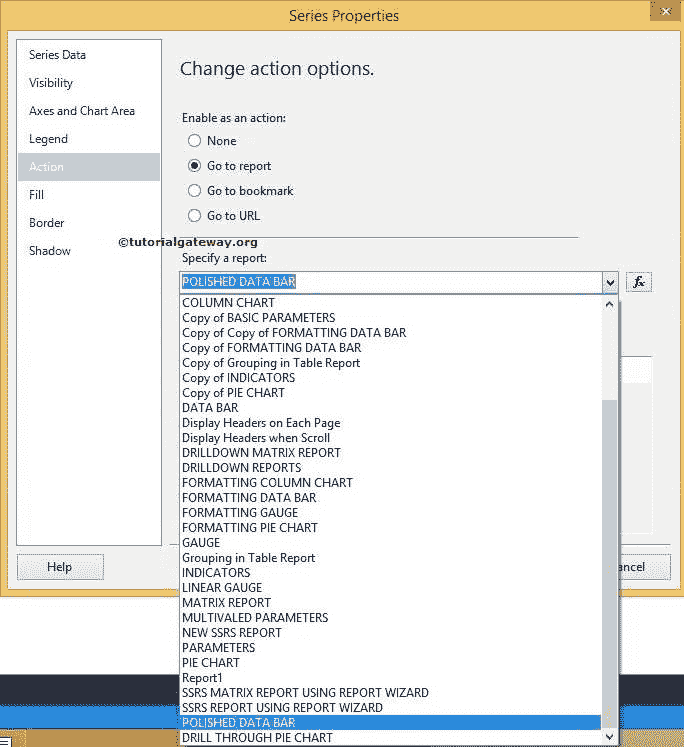 Series Properties
Series Data
Visibility
Axes and Chart Area
Legend
Action
Fill
Border
Shadow
Change action options.
Enable as an action:
None
Go to report
Go to bookmark
Go to URL
©tutorialgateway.org
Specify a report:
POLISHED DATA BAR
fx
COLUMN CHART
Copy of BASIC PARAMETERS
Copy of Copy of FORMATTING DATA BAR
Copy of FORMATTING DATA BAR
Copy of Grouping in Table Report
Copy of INDICATORS
Copy of PIE CHART
DATA BAR
Display Headers on Each Page
Display Headers when Scroll
DRILLDOWN MATRIX REPORT
DRILLDOWN REPORTS
FORMATTING COLUMN CHART
FORMATTING DATA BAR
FORMATTING GAUGE
FORMATTING PIE CHART
GAUGE
Grouping in Table Report
INDICATORS
LINEAR GAUGE
MATRIX REPORT
MULTIVALED PARAMETERS
NEW SSRS REPORT
PARAMETERS
PIE CHART
Report1
SSRS MATRIX REPORT USING REPORT WIZARD
SSRS REPORT USING REPORT WIZARD
POLISHED DATA BAR
DRILL THROUGH PIE CHART
Help
ancel